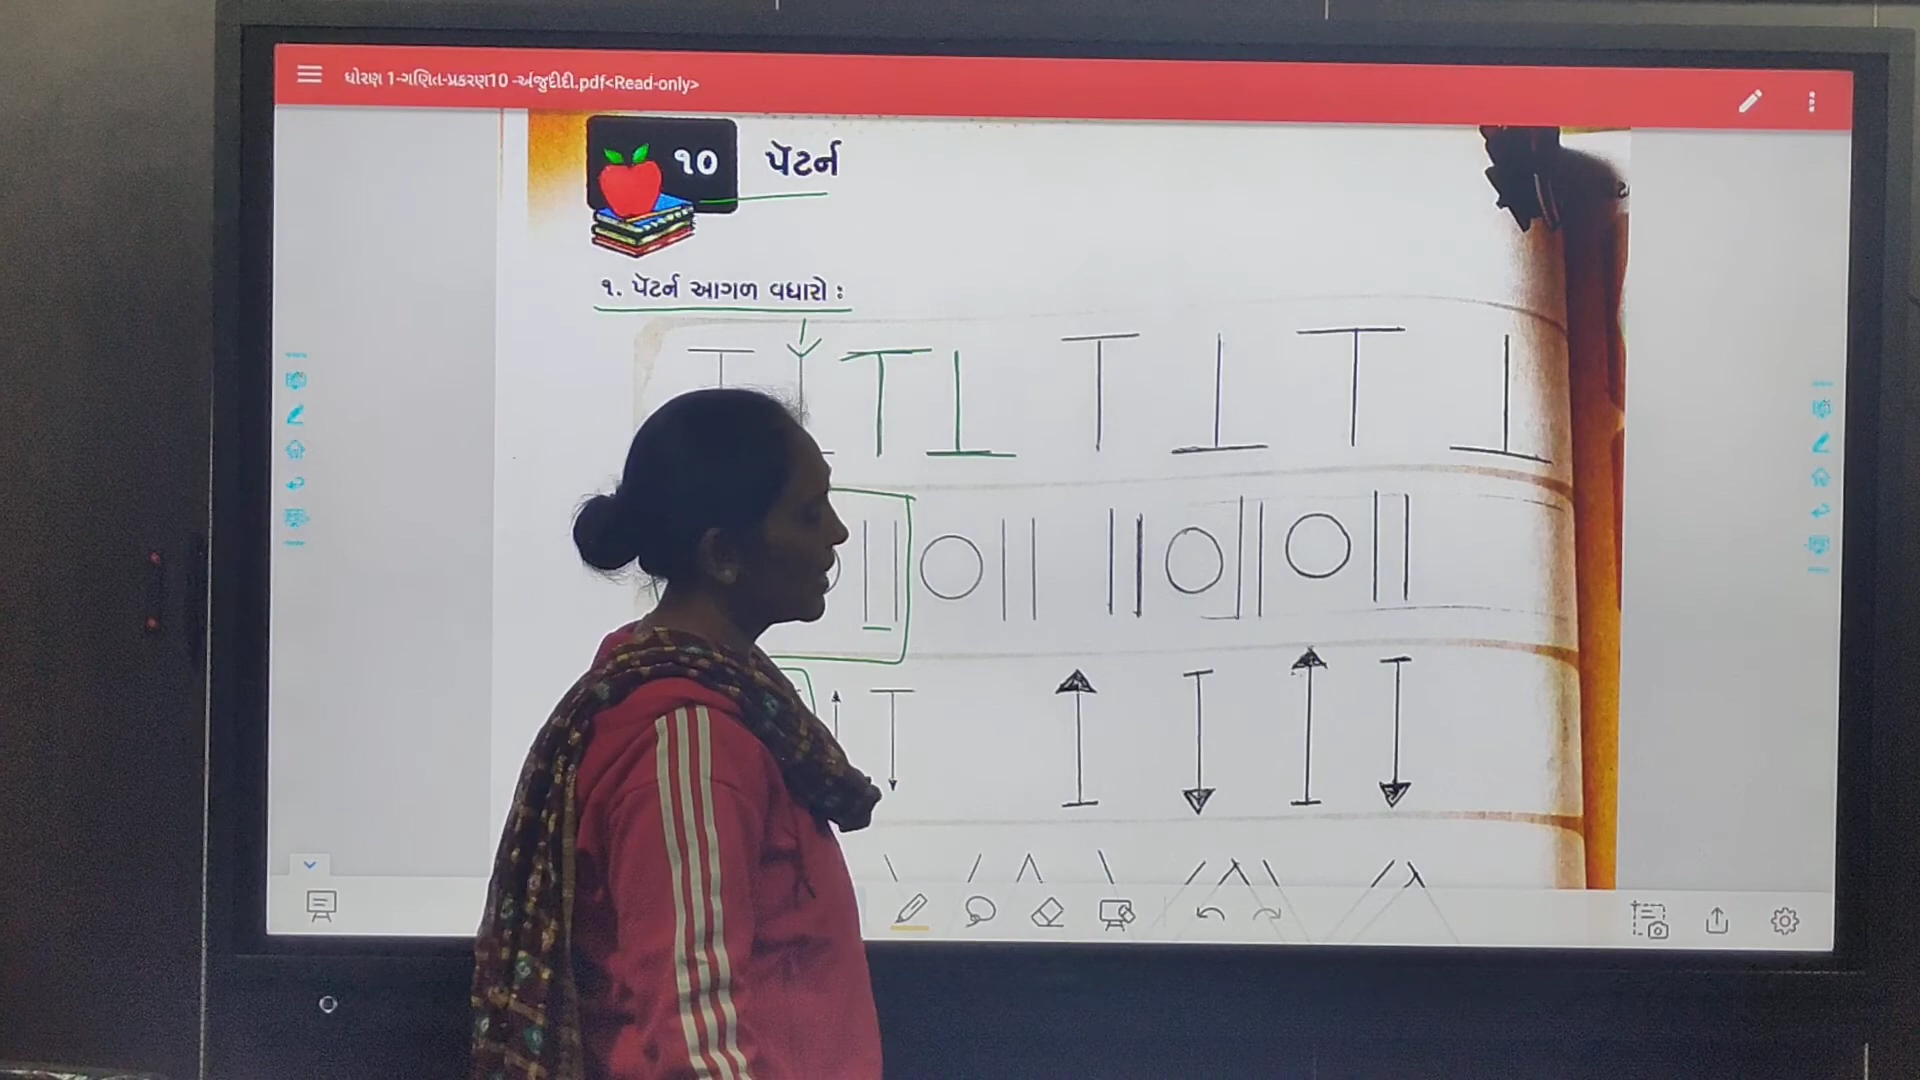 ધોરણ 1-ગણિત-પ્રકરણ10 -અંજુદીદી.pdf<Read-only>
૧૦ પૅટર્ન
૧. પૅટર્ન આગળ વધારો :